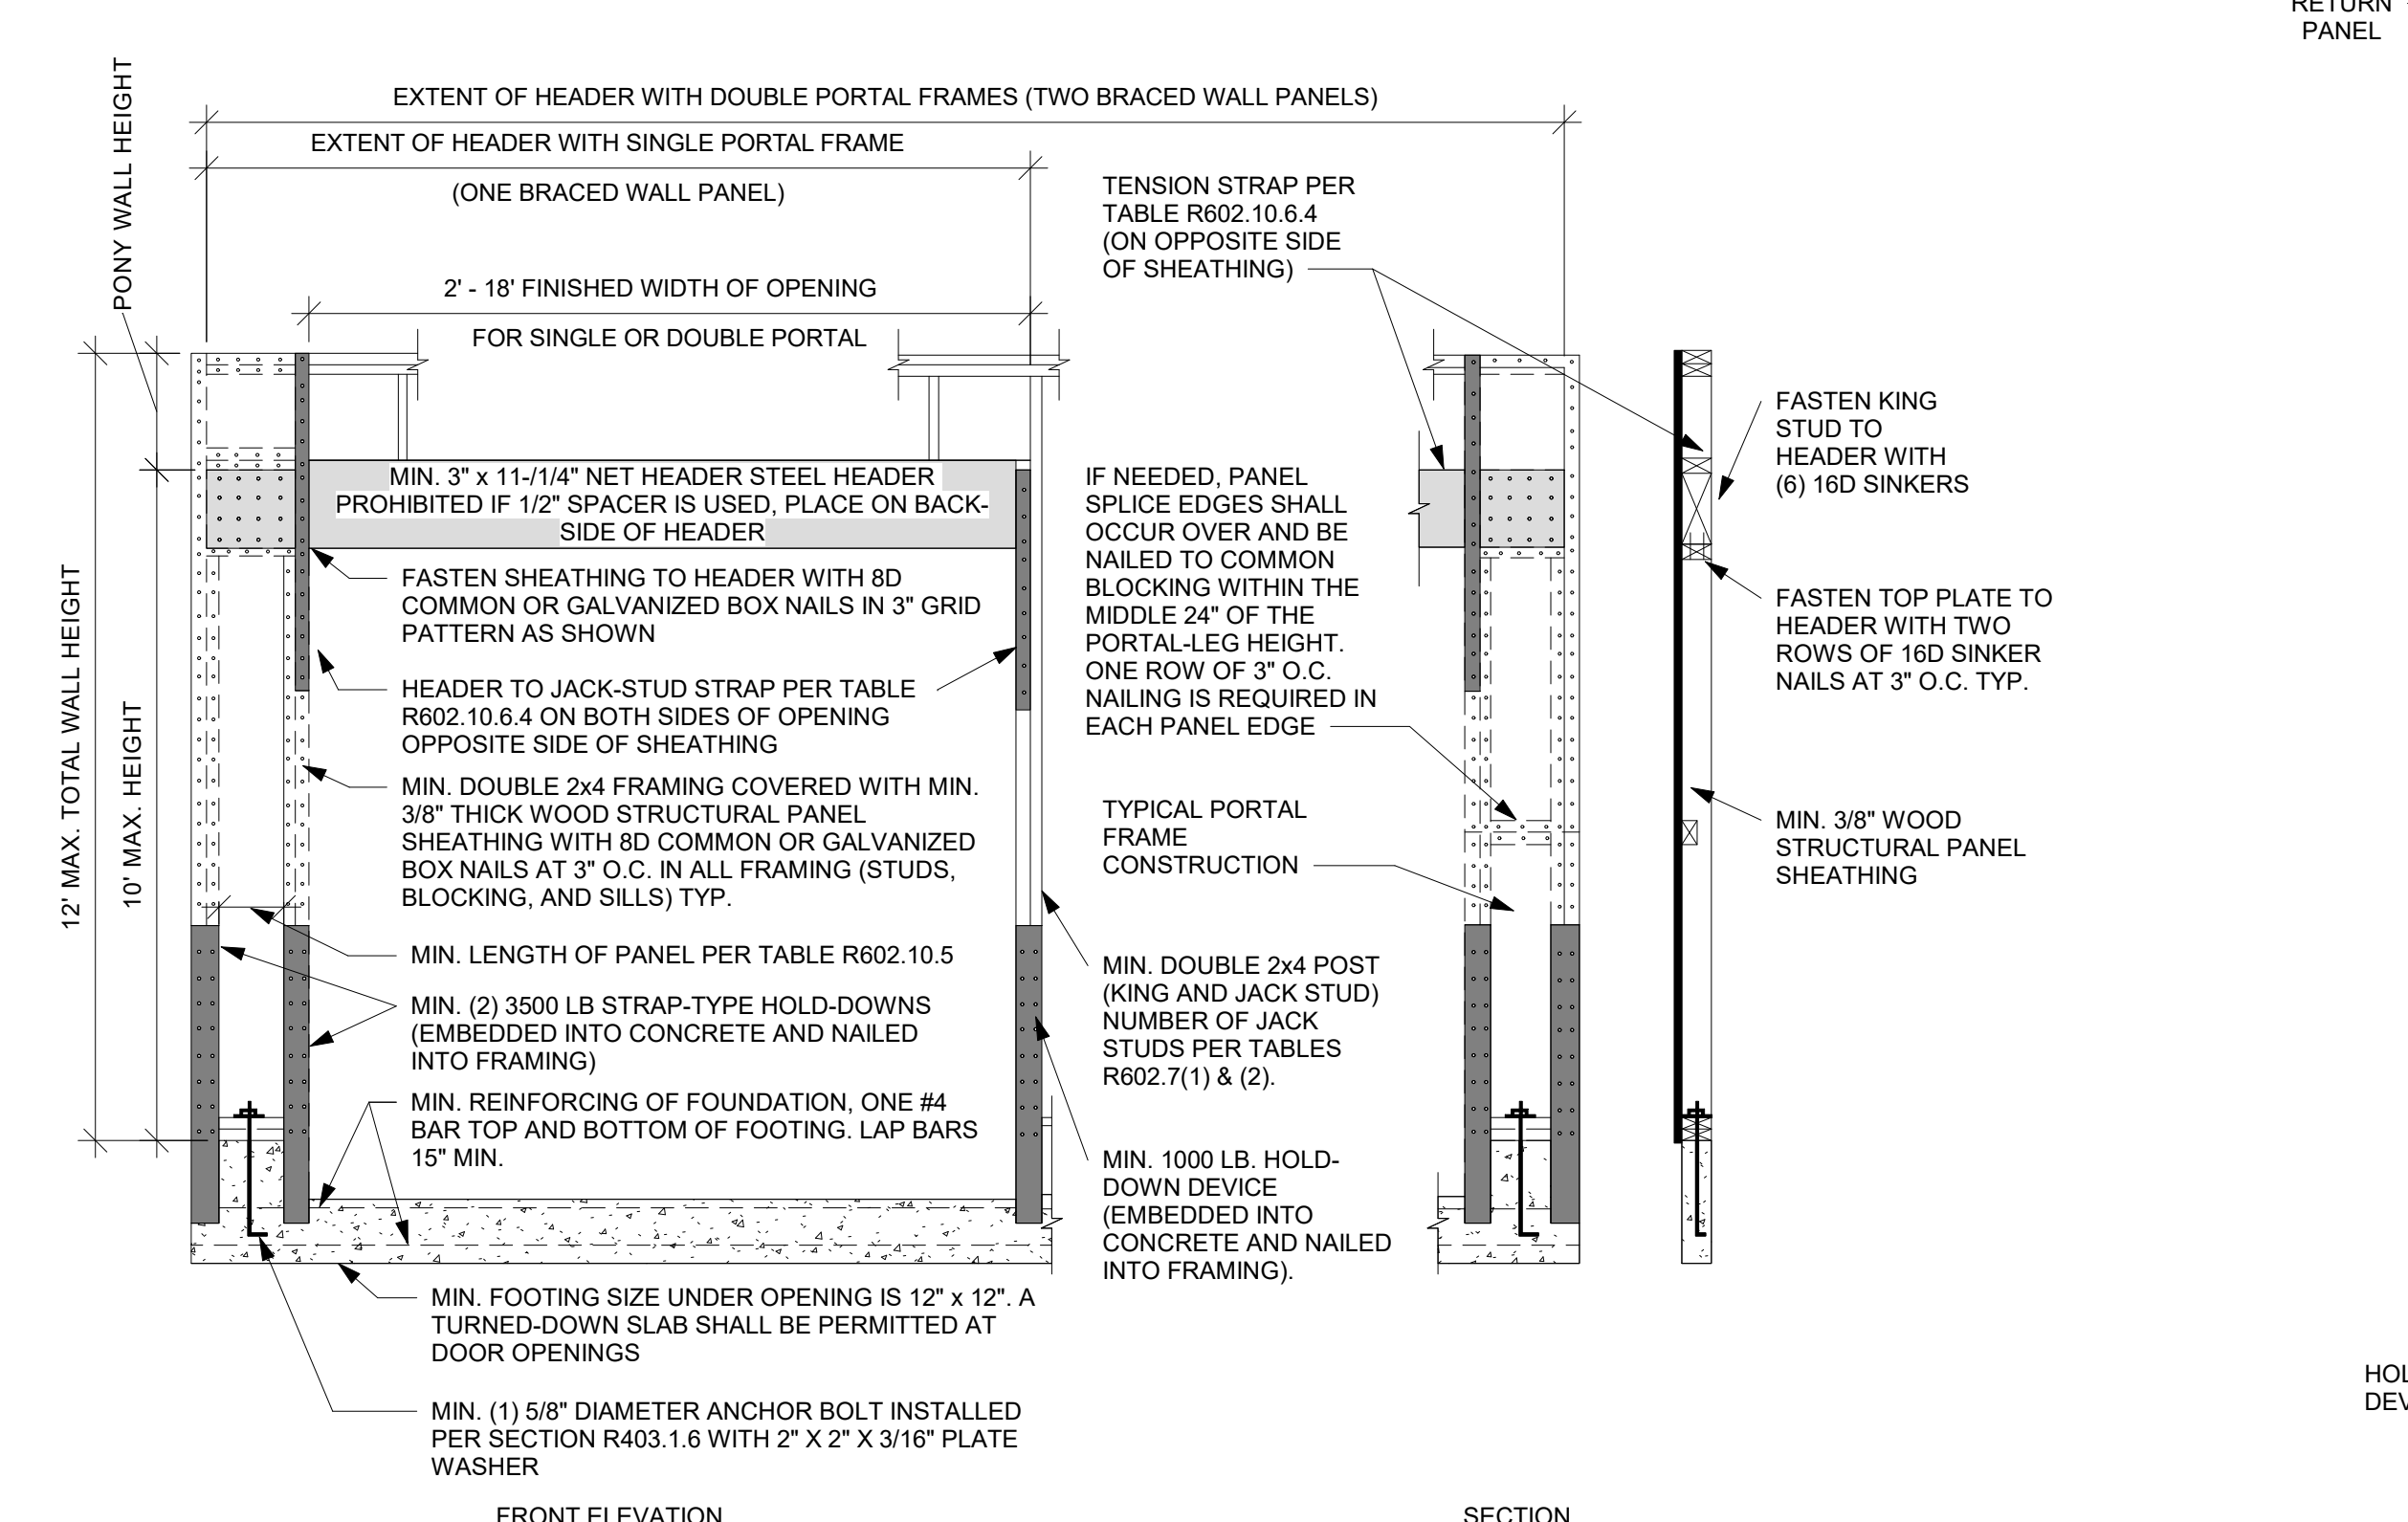 RETURN
PANEL
PONY WALL HEIGHT
EXTENT OF HEADER WITH DOUBLE PORTAL FRAMES (TWO BRACED WALL PANELS)
EXTENT OF HEADER WITH SINGLE PORTAL FRAME
(ONE BRACED WALL PANEL)
2' - 18' FINISHED WIDTH OF OPENING
FOR SINGLE OR DOUBLE PORTAL
12' MAX. TOTAL WALL HEIGHT
10' MAX. HEIGHT
MIN. 3" x 11-/1/4" NET HEADER STEEL HEADER
PROHIBITED IF 1/2" SPACER IS USED, PLACE ON BACK-
SIDE OF HEADER
FASTEN SHEATHING TO HEADER WITH 8D
COMMON OR GALVANIZED BOX NAILS IN 3" GRID
PATTERN AS SHOWN
HEADER TO JACK-STUD STRAP PER TABLE
R602.10.6.4 ON BOTH SIDES OF OPENING
OPPOSITE SIDE OF SHEATHING
MIN. DOUBLE 2x4 FRAMING COVERED WITH MIN.
3/8" THICK WOOD STRUCTURAL PANEL
SHEATHING WITH 8D COMMON OR GALVANIZED
BOX NAILS AT 3" O.C. IN ALL FRAMING (STUDS,
BLOCKING, AND SILLS) TYP.
MIN. LENGTH OF PANEL PER TABLE R602.10.5
MIN. (2) 3500 LB STRAP-TYPE HOLD-DOWNS
(EMBEDDED INTO CONCRETE AND NAILED
INTO FRAMING)
MIN. REINFORCING OF FOUNDATION, ONE #4
BAR TOP AND BOTTOM OF FOOTING. LAP BARS
15" MIN.
MIN. FOOTING SIZE UNDER OPENING IS 12" x 12". A
TURNED-DOWN SLAB SHALL BE PERMITTED AT
DOOR OPENINGS
MIN. (1) 5/8" DIAMETER ANCHOR BOLT INSTALLED
PER SECTION R403.1.6 WITH 2" X 2" X 3/16" PLATE
WASHER
FRONT ELEVATION
TENSION STRAP PER
TABLE R602.10.6.4
(ON OPPOSITE SIDE
OF SHEATHING)
IF NEEDED, PANEL
SPLICE EDGES SHALL
OCCUR OVER AND BE
NAILED TO COMMON
BLOCKING WITHIN THE
MIDDLE 24" OF THE
PORTAL-LEG HEIGHT.
ONE ROW OF 3" O.C.
NAILING IS REQUIRED IN
EACH PANEL EDGE
TYPICAL PORTAL
FRAME
CONSTRUCTION
MIN. DOUBLE 2x4 POST
(KING AND JACK STUD)
NUMBER OF JACK
STUDS PER TABLES
R602.7(1) & (2).
MIN. 1000 LB. HOLD-
DOWN DEVICE
(EMBEDDED INTO
CONCRETE AND NAILED
INTO FRAMING).
FASTEN KING
STUD TO
HEADER WITH
(6) 16D SINKERS
FASTEN TOP PLATE TO
HEADER WITH TWO
ROWS OF 16D SINKER
NAILS AT 3" O.C. TYP.
MIN. 3/8" WOOD
STRUCTURAL PANEL
SHEATHING
SECTION